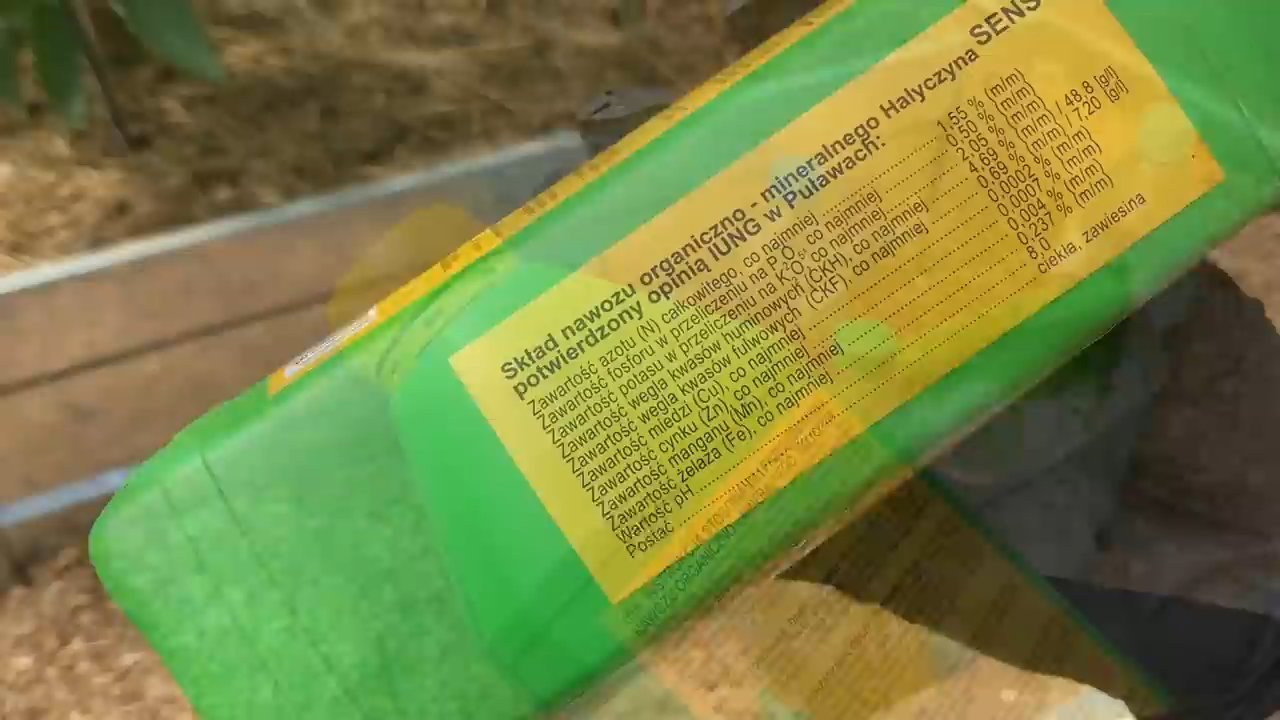 Skład nawozu organiczno - mineralnego Halyczyna SENS
potwierdzony opinią IUNG w Puławach:
Zawartość azotu (N) całkowitego, co najmniej ........ 1.55 % (m/m)
Zawartość fosforu w przeliczeniu na P₂O₅, co najmniej ........ 0.50 % (m/m)
Zawartość potasu w przeliczeniu na K₂O, co najmniej ........ 2.05 % (m/m)
Zawartość węgla kwasów huminowych (CKH), co najmniej ........ 4.69 % (m/m) / 48.8 [g/l]
Zawartość węgla kwasów fulwowych (CKF), co najmniej ........ 0.69 % (m/m) / 7.20 [g/l]
Zawartość miedzi (Cu), co najmniej ........ 0.0002 % (m/m)
Zawartość cynku (Zn), co najmniej ........ 0.0007 % (m/m)
Zawartość manganu (Mn), co najmniej ........ 0.004 % (m/m)
Zawartość żelaza (Fe), co najmniej ........ 0.237 % (m/m)
Wartość pH ........ 8.0
Postać ........ ciekła, zawiesina